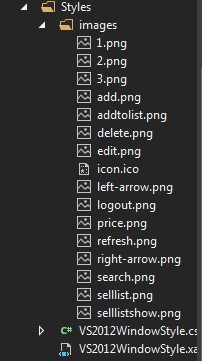 Styles
images
1.png
2.png
3.png
add.png
addtolist.png
delete.png
edit.png
icon.ico
left-arrow.png
logout.png
price.png
refresh.png
right-arrow.png
search.png
selllist.png
selllistshow.png
C# VS2012WindowStyle.cs
VS2012WindowStyle.xa